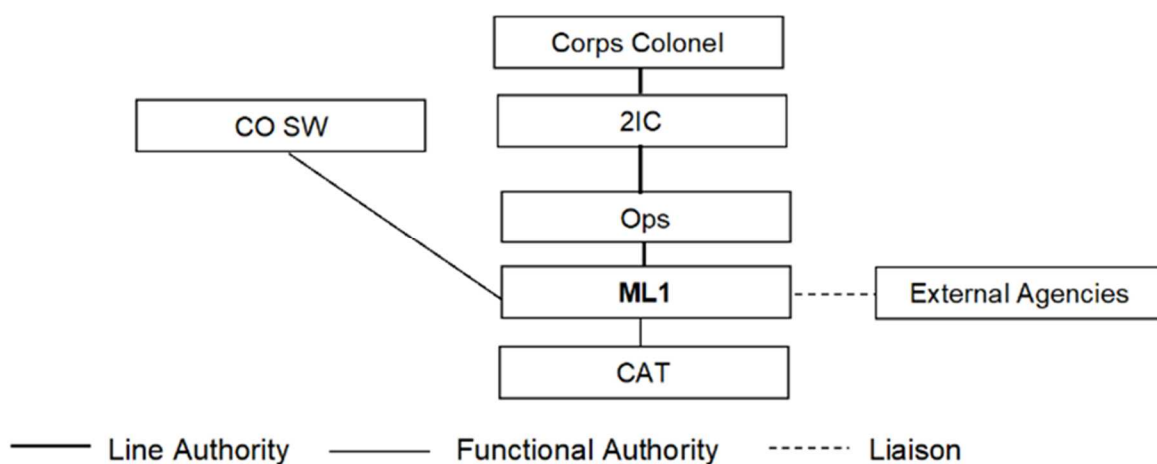 Corps Colonel
CO SW
2IC
Ops
ML1
External Agencies
CAT
Line Authority Functional Authority Liaison